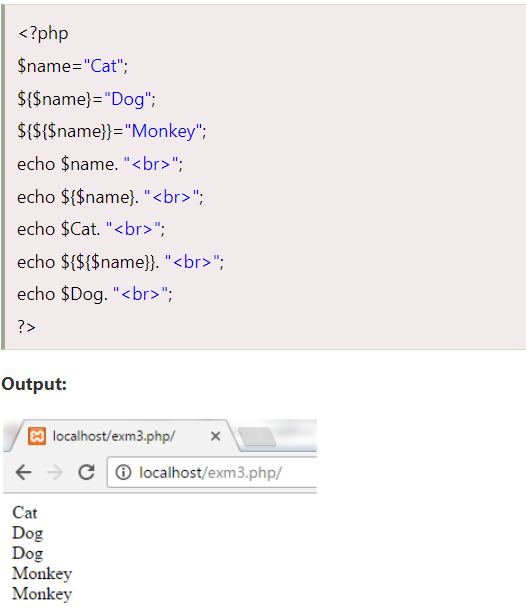 <?php
$name="Cat";
${$name}="Dog";
${${$name}}="Monkey";
echo $name. "<br>";
echo ${$name}. "<br>";
echo $Cat. "<br>";
echo ${${$name}}. "<br>";
echo $Dog. "<br>";
?>
Output:
localhost/exm3.php/
localhost/exm3.php/
Cat
Dog
Dog
Monkey
Monkey